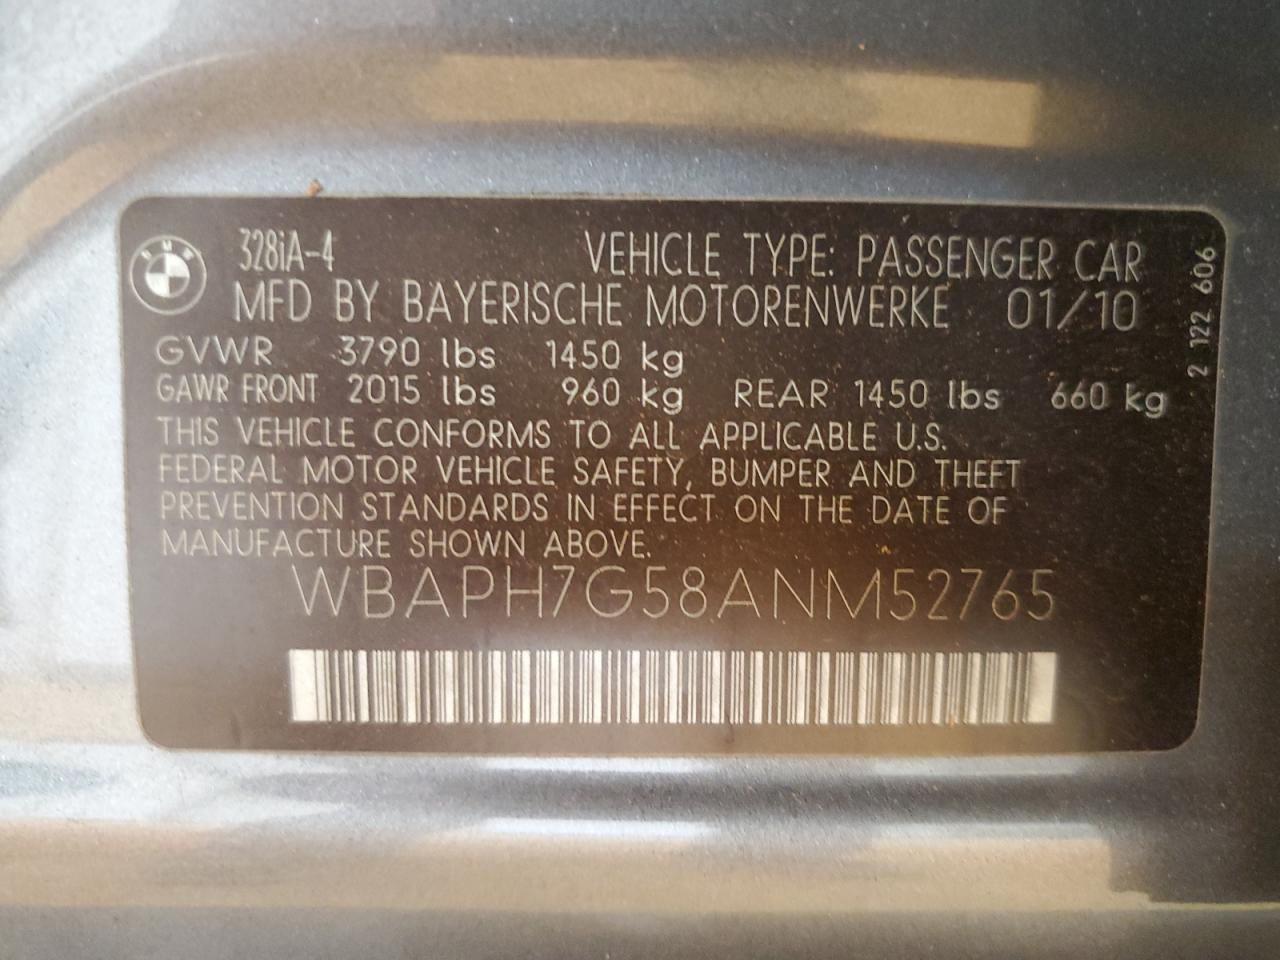 BMW
328iA-4 VEHICLE TYPE: PASSENGER CAR
MFD BY BAYERISCHE MOTORENWERKE 01/10
GVWR 3790 lbs 1450 kg
GAWR FRONT 2015 lbs 960 kg REAR 1450 lbs 660 kg
THIS VEHICLE CONFORMS TO ALL APPLICABLE U.S.
FEDERAL MOTOR VEHICLE SAFETY, BUMPER AND THEFT
PREVENTION STANDARDS IN EFFECT ON THE DATE OF
MANUFACTURE SHOWN ABOVE.
WBAPH7G58ANM52765
2 122 606